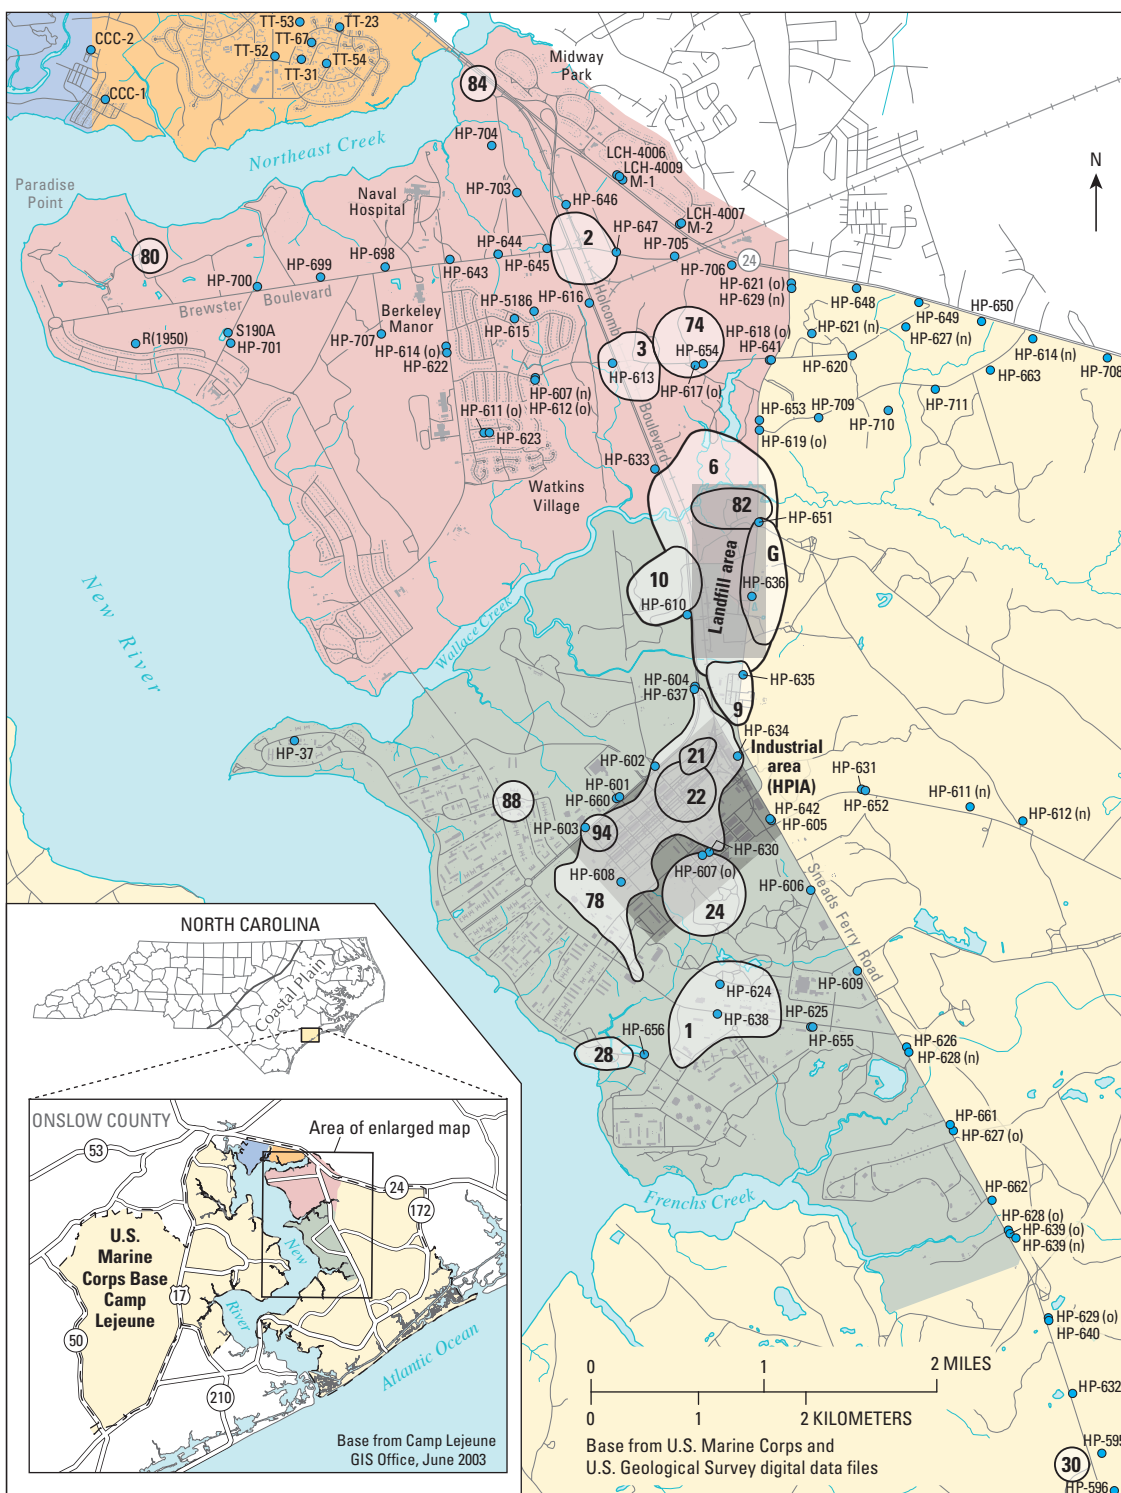 CCC-2
TT-53
TT-23
TT-67
TT-52
TT-31
TT-54
CCC-1
84
Midway
Park
HP-704
Northeast Creek
LCH-4006
LCH-4009
M-1
N
Paradise
Point
Naval
Hospital
HP-703
HP-646
LCH-4007
M-2
80
2
HP-647
HP-644
HP-645
HP-705
HP-698
HP-643
HP-706
24
HP-699
HP-700
HP-621 (o)
HP-629 (n)
HP-648
Brewster
Boulevard
HP-616
Holcomb
Boulevard
HP-5186
HP-615
Berkeley
Manor
74
HP-649
HP-650
S190A
HP-701
R(1950)
HP-707
HP-614 (o)
HP-622
3
HP-618 (o)
HP-641
HP-621 (n)
HP-627 (n)
HP-614 (n)
HP-654
HP-613
HP-620
HP-663
HP-708
HP-617 (o)
HP-607 (n)
HP-612 (o)
HP-611 (o)
HP-623
HP-653
HP-709
HP-711
HP-710
HP-619 (o)
HP-633
6
Watkins
Village
82
HP-651
G
Landfill area
10
HP-636
HP-610
New River
Wallace Creek
HP-604
HP-637
HP-635
9
HP-634
HP-37
HP-602
21
Industrial
area
(HPIA)
HP-601
HP-660
22
HP-631
HP-652
HP-611 (n)
HP-612 (n)
88
HP-603
94
HP-642
HP-605
HP-630
HP-607 (o)
HP-608
78
24
HP-606
Sneads Ferry Road
HP-609
HP-624
HP-638
1
HP-625
HP-655
HP-656
28
HP-626
HP-628 (n)
HP-661
HP-627 (o)
Frenchs Creek
HP-662
HP-628 (o)
HP-639 (o)
HP-639 (n)
HP-629 (o)
HP-640
HP-632
HP-595
30
HP-596
NORTH CAROLINA
Coastal Plain
ONSLOW COUNTY
Area of enlarged map
53
24
172
U.S.
Marine
Corps Base
Camp
Lejeune
New
River
17
50
210
Atlantic Ocean
Base from Camp Lejeune
GIS Office, June 2003
0 1 2 MILES
0 1 2 KILOMETERS
Base from U.S. Marine Corps and
U.S. Geological Survey digital data files